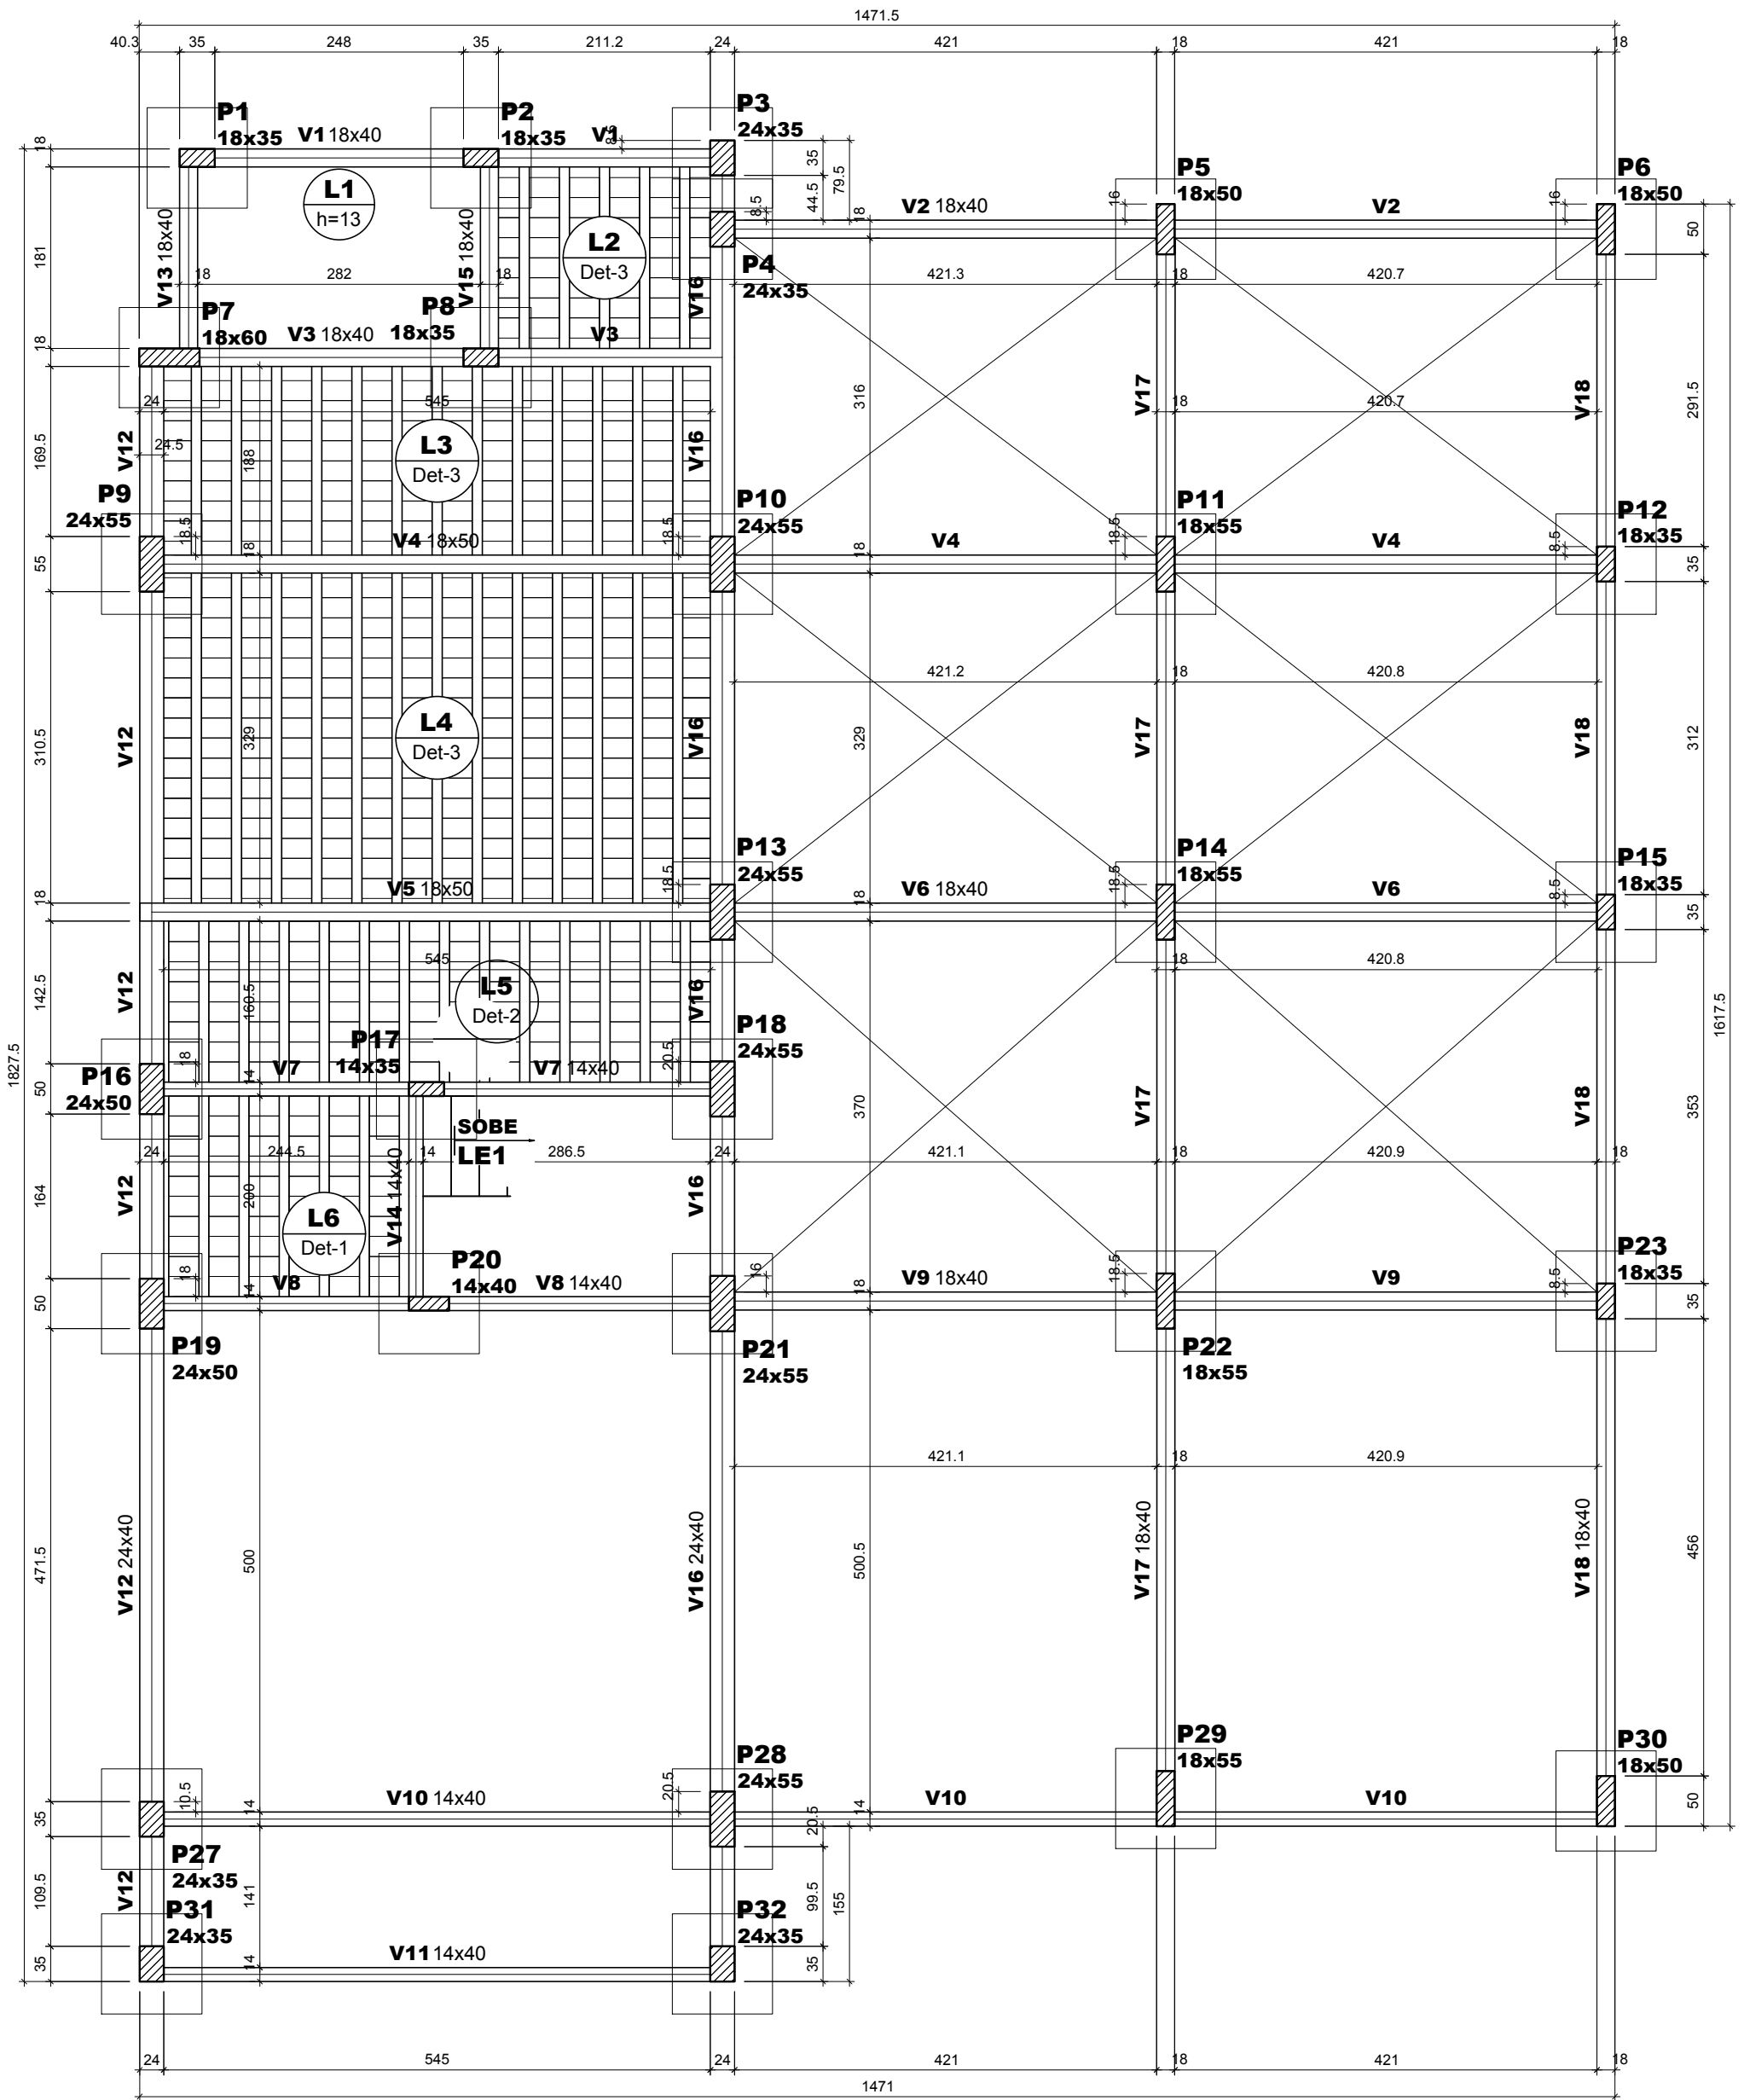 1471.5
40.3 35 248 35 211.2 24 421 18 421 18
P1
18x35
V1 18x40
P2
18x35
V1
8.5
P3
24x35
18
35
79.5
44.5
L1
h=13
P5
18x50
P6
18x50
16
16
8.5
18
V2 18x40
V2
50
V13 18x40
181
V15 18x40
L2
Det-3
V16
P4
24x35
18 282 18
421.3 18 420.7
P7
18x60
V3 18x40
P8
18x35
V3
18
316
V17
V18
291.5
24 545
18 420.7
24.5
V12
169.5
188
L3
Det-3
V16
P9
24x55
P10
24x55
P11
18x55
P12
18x35
18.5
18
V4 18x50
18.5
18
V4
18.5
V4
8.5
55
35
421.2 18 420.8
310.5
V12
329
L4
Det-3
V16
329
V17
V18
312
P13
24x55
P14
18x55
P15
18x35
18
V5 18x50
18.5
18
V6 18x40
18.5
V6
8.5
35
545
18 420.8
142.5
V12
160.5
L5
Det-2
V16
1827.5
1617.5
P17
14x35
P18
24x55
P16
24x50
18
14
V7
V7 14x40
20.5
50
370
V17
V18
353
SOBE
LE1
24 244.5 14 286.5 24 421.1 18 420.9 18
164
V12
200
V14 14x40
V16
L6
Det-1
P20
14x40
P23
18x35
18
14
V8
V8 14x40
16
18
V9 18x40
18.5
V9
8.5
50
35
P19
24x50
P21
24x55
P22
18x55
421.1 18 420.9
471.5
V12 24x40
500
V16 24x40
500.5
V17 18x40
V18 18x40
456
P28
24x55
P29
18x55
P30
18x50
10.5
14
V10 14x40
20.5
20.5
14
V10
V10
35
50
P27
24x35
109.5
V12
141
99.5
155
P31
24x35
P32
24x35
35
14
V11 14x40
35
24 545 24 421 18 421 18
1471